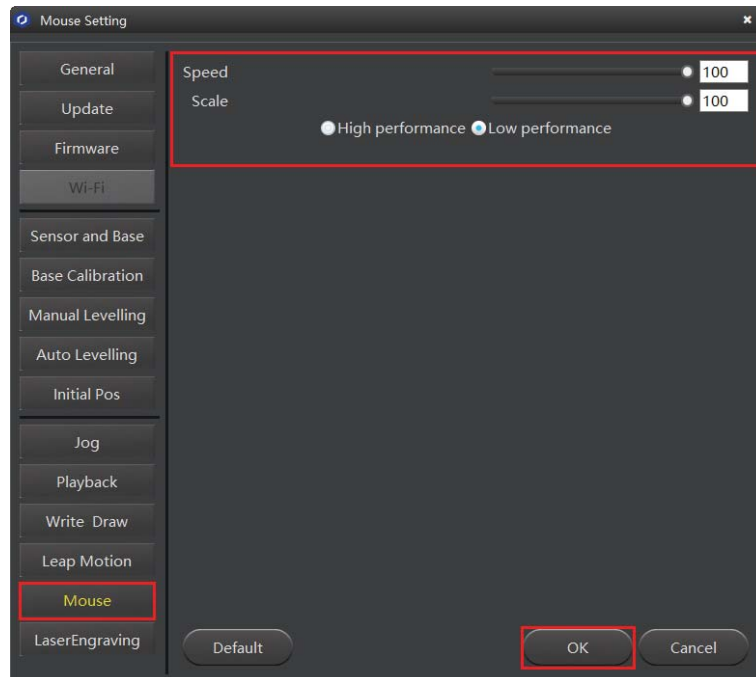 Mouse Setting
General
Update
Firmware
Wi-Fi
Sensor and Base
Base Calibration
Manual Levelling
Auto Levelling
Initial Pos
Jog
Playback
Write Draw
Leap Motion
Mouse
LaserEngraving
Speed 100
Scale 100
High performance Low performance
Default OK Cancel